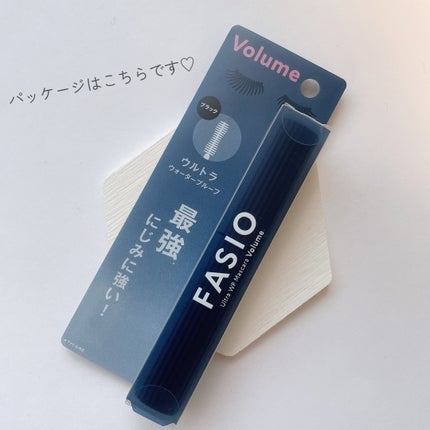 パッケージはこちらです♡
Volume
ブラック
ウルトラ
ウォータープルーフ
最強
にじみに強い!
FASIO
Ultra WP Mascara Volume